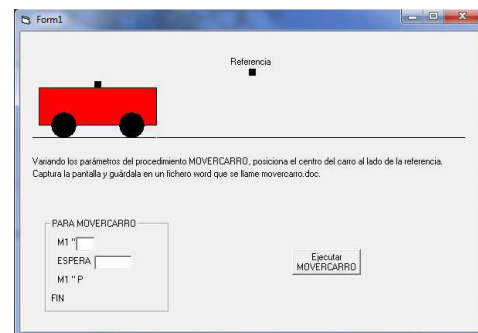 Form1
Referencia
Variando los parámetros del procedimiento MOVERCARRO, posiciona el centro del carro al lado de la referencia.
Captura la pantalla y guárdala en un fichero word que se llame movercarro.doc.
PARA MOVERCARRO
M1 "
ESPERA
M1 " P
FIN
Ejecutar
MOVERCARRO